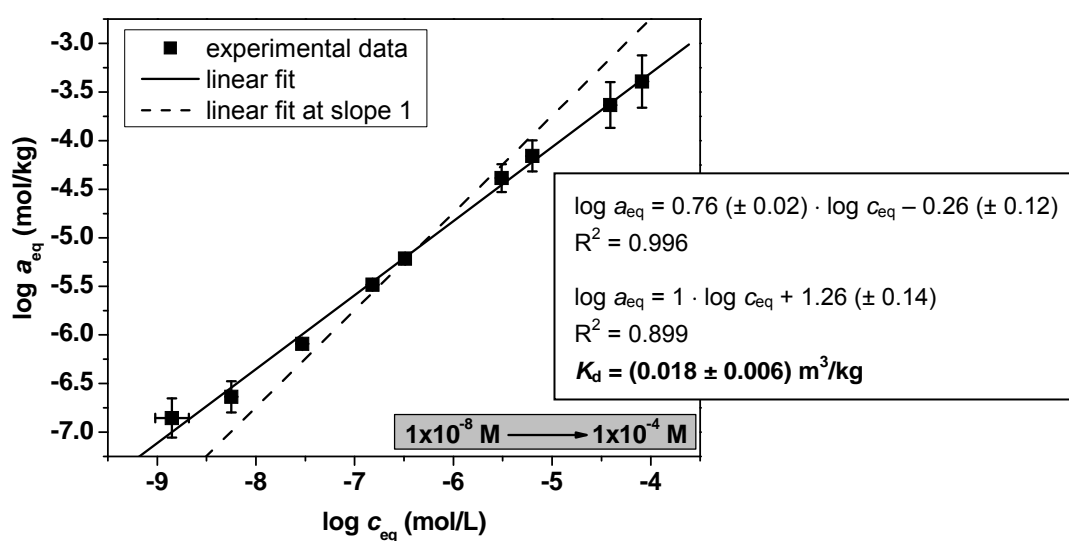 experimental data
linear fit
linear fit at slope 1
log a_eq (mol/kg)
-3.0
-3.5
-4.0
-4.5
-5.0
-5.5
-6.0
-6.5
-7.0
log a_eq = 0.76 (± 0.02) · log c_eq – 0.26 (± 0.12)
R² = 0.996
log a_eq = 1 · log c_eq + 1.26 (± 0.14)
R² = 0.899
K_d = (0.018 ± 0.006) m³/kg
1x10⁻⁸ M → 1x10⁻⁴ M
-9 -8 -7 -6 -5 -4
log c_eq (mol/L)